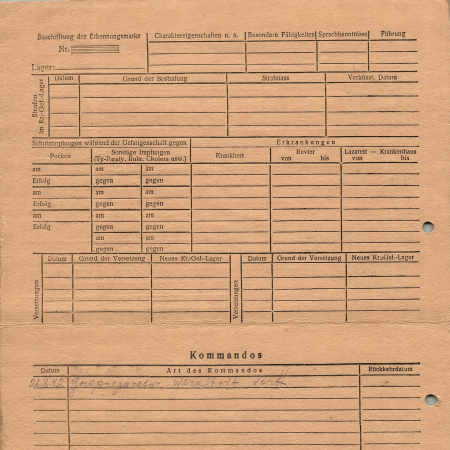 Beschriftung der Erkennungsmarke
Nr.
Lager:
Charaktereigenschaften u. a. Besondere Fähigkeiten Sprachkenntnisse Führung
Strafen im Kr.-Gef.-Lager
Datum Grund der Bestrafung Strafmass Verbüsst, Datum
Schutzimpfungen während der Gefangenschaft gegen
Erkrankungen
Pocken Sonstige Impfungen
(Ty-Paraty, Ruhr, Cholera usw.)
Krankheit Revier
von bis
Lazarett — Krankenhaus
von bis
am am am
Erfolg gegen gegen
am am am
Erfolg gegen gegen
am am am
Erfolg gegen gegen
am am
gegen gegen
Versetzungen
Datum Grund der Versetzung Neues Kr.-Gef.-Lager
Versetzungen
Datum Grund der Versetzung Neues Kr.-Gef.-Lager
Kommandos
Datum Art des Kommandos Rückkehrdatum